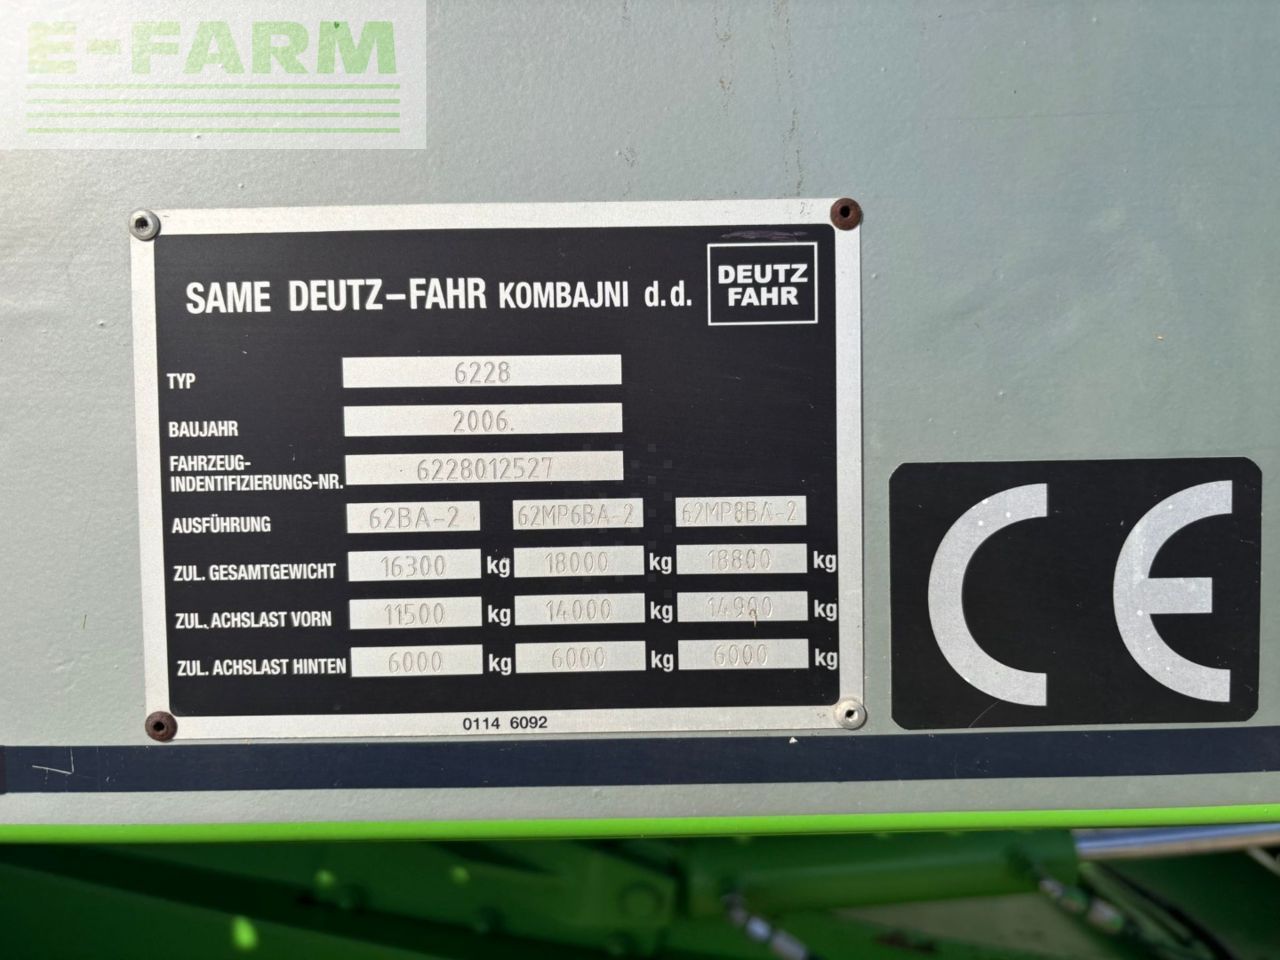 E-FARM
SAME DEUTZ-FAHR KOMBAJNI d.d.
DEUTZ
FAHR
TYP 6228
BAUJAHR 2006.
FAHRZEUG-
INDENTIFIZIERUNGS-NR. 6228012527
AUSFÜHRUNG 62BA-2 62MP6BA-2 62MP8BA-2
ZUL. GESAMTGEWICHT 16300 kg 18000 kg 18800 kg
ZUL. ACHSLAST VORN 11500 kg 14000 kg 14900 kg
ZUL. ACHSLAST HINTEN 6000 kg 6000 kg 6000 kg
0114 6092
CE